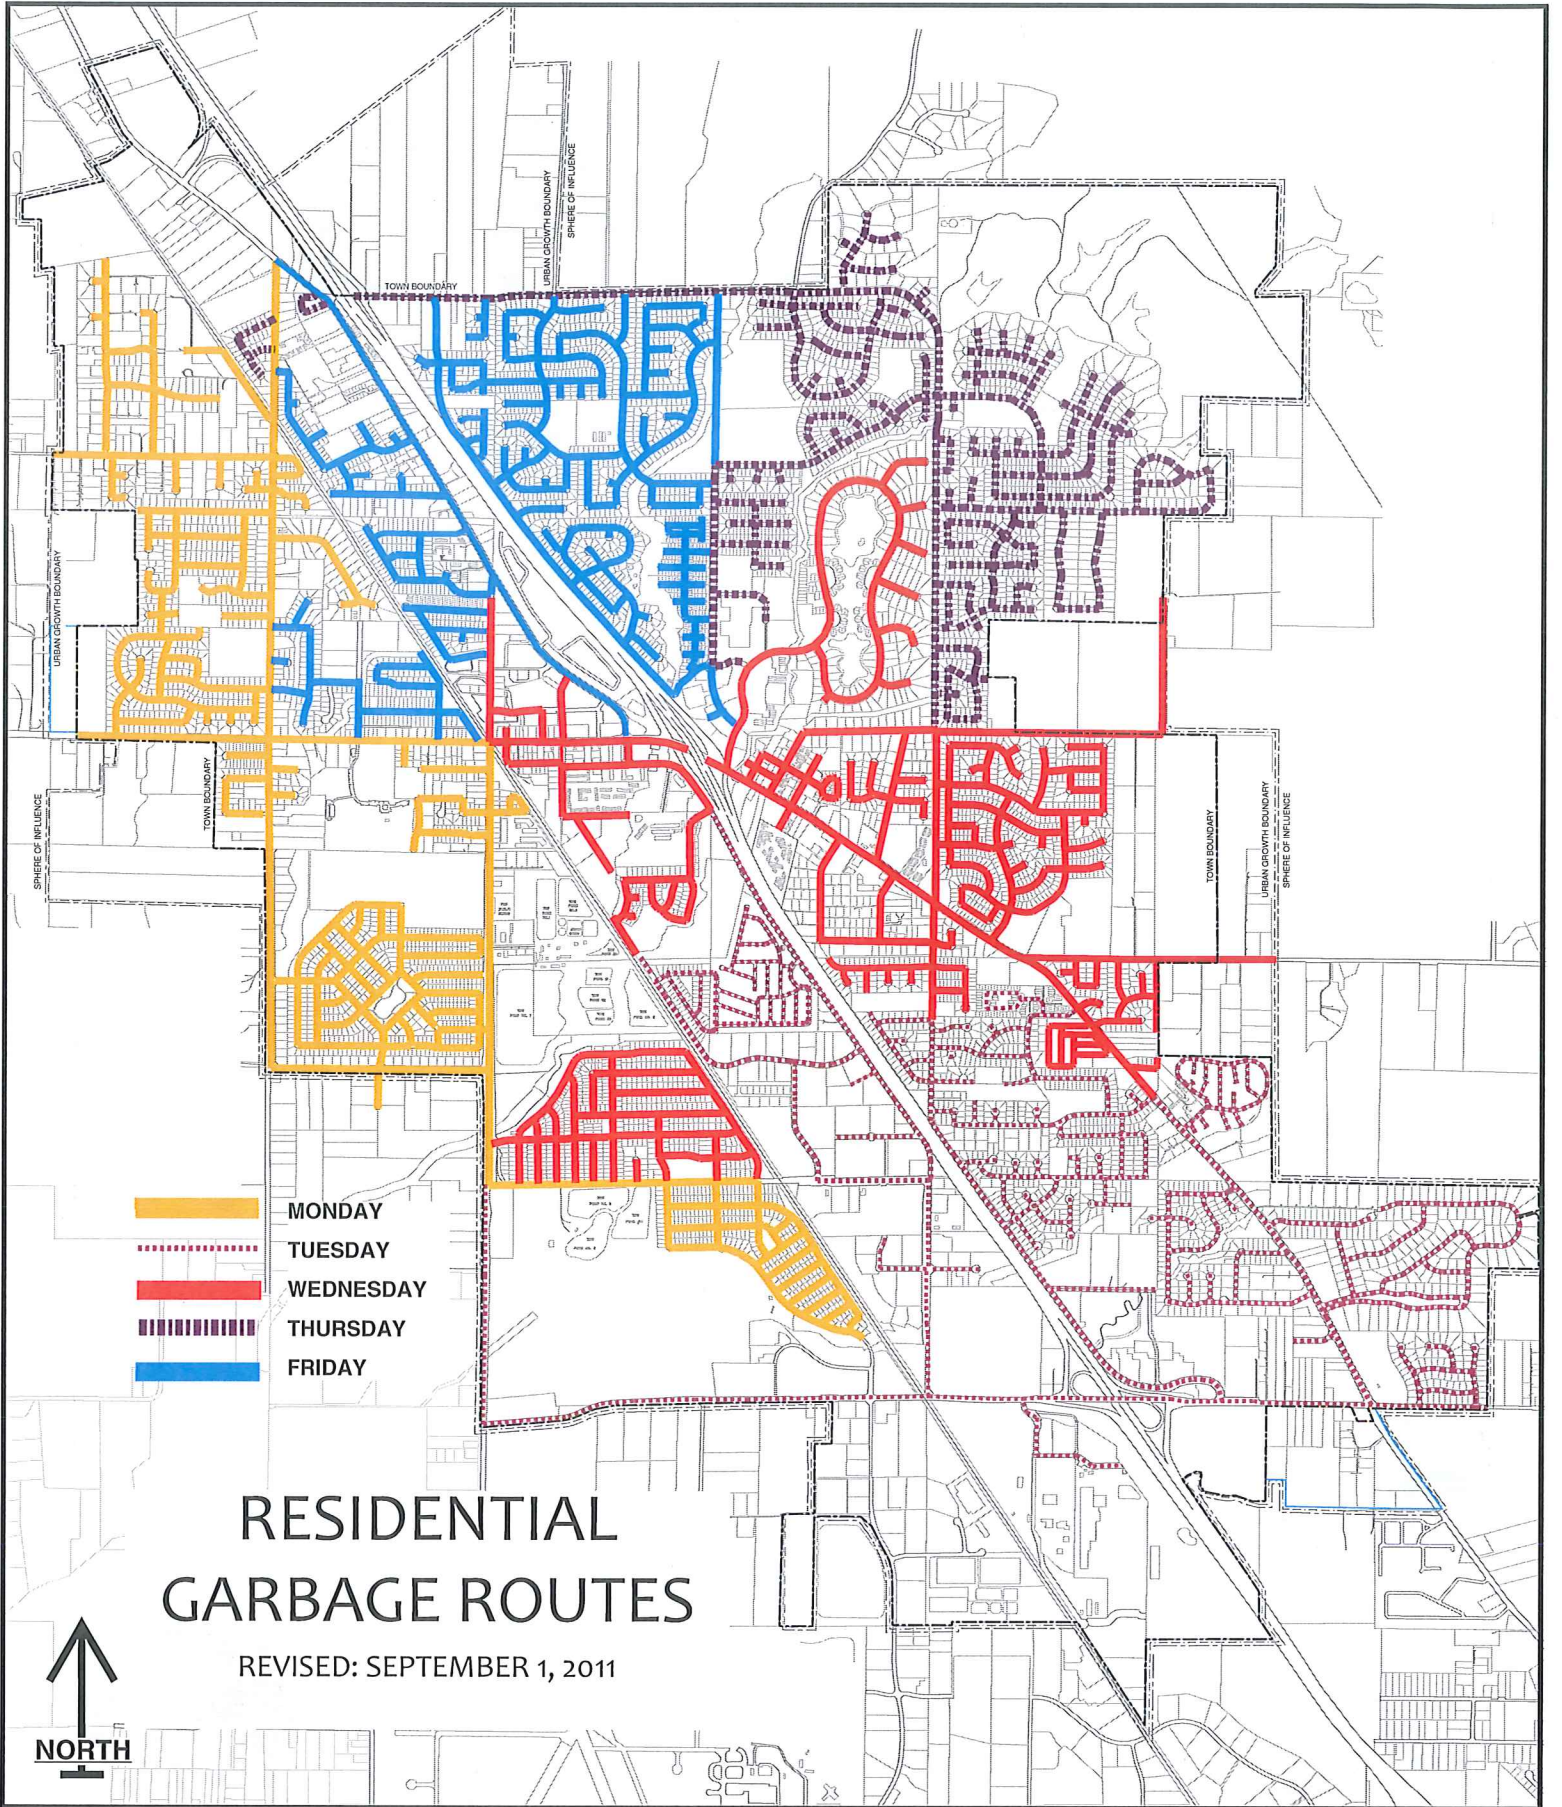 URBAN GROWTH BOUNDARY
SPHERE OF INFLUENCE
TOWN BOUNDARY
URBAN GROWTH BOUNDARY
TOWN BOUNDARY
SPHERE OF INFLUENCE
TOWN BOUNDARY
URBAN GROWTH BOUNDARY
SPHERE OF INFLUENCE
MONDAY
TUESDAY
WEDNESDAY
THURSDAY
FRIDAY
RESIDENTIAL
GARBAGE ROUTES
REVISED: SEPTEMBER 1, 2011
NORTH